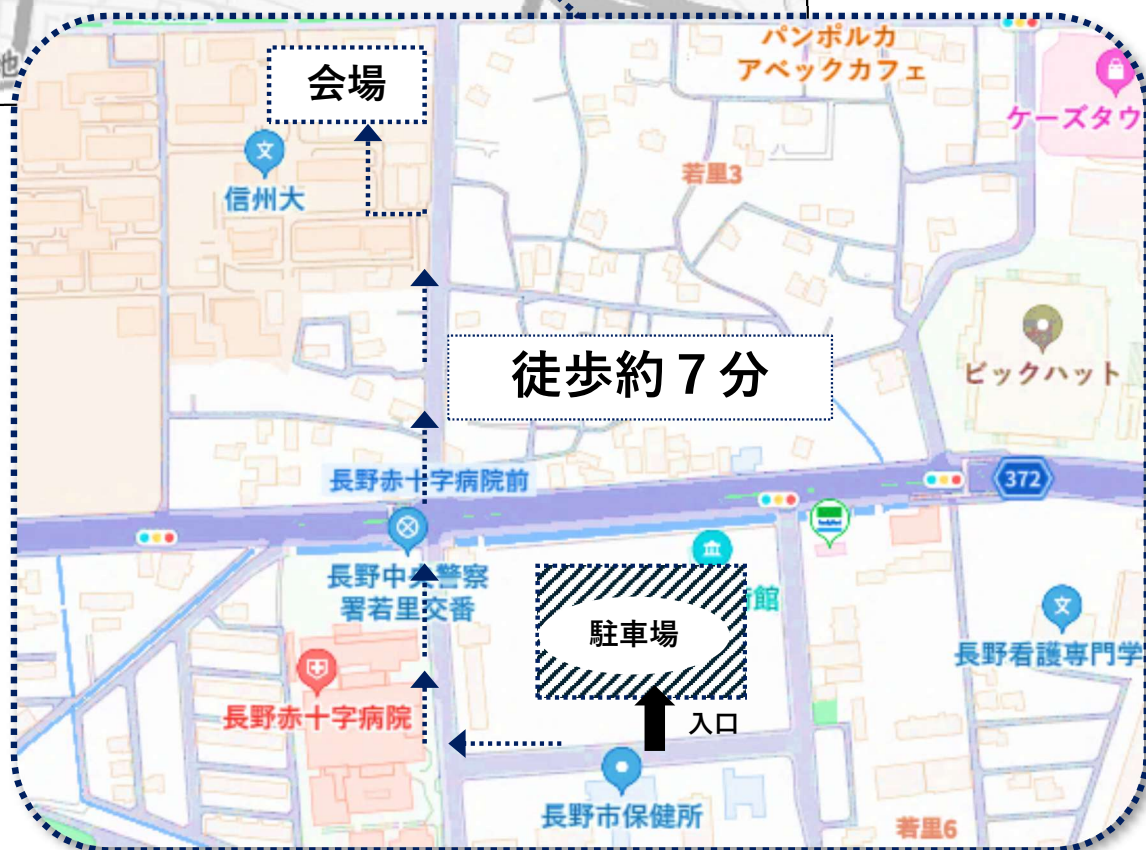 池
パンポルカ
アベックカフェ
会場
ケーズタウ
文
信州大
若里3
徒歩約７分
ビックハット
長野赤十字病院前
372
長野中央警察
署若里交番
館
文
駐車場
長野看護専門学
長野赤十字病院
入口
長野市保健所
若里6